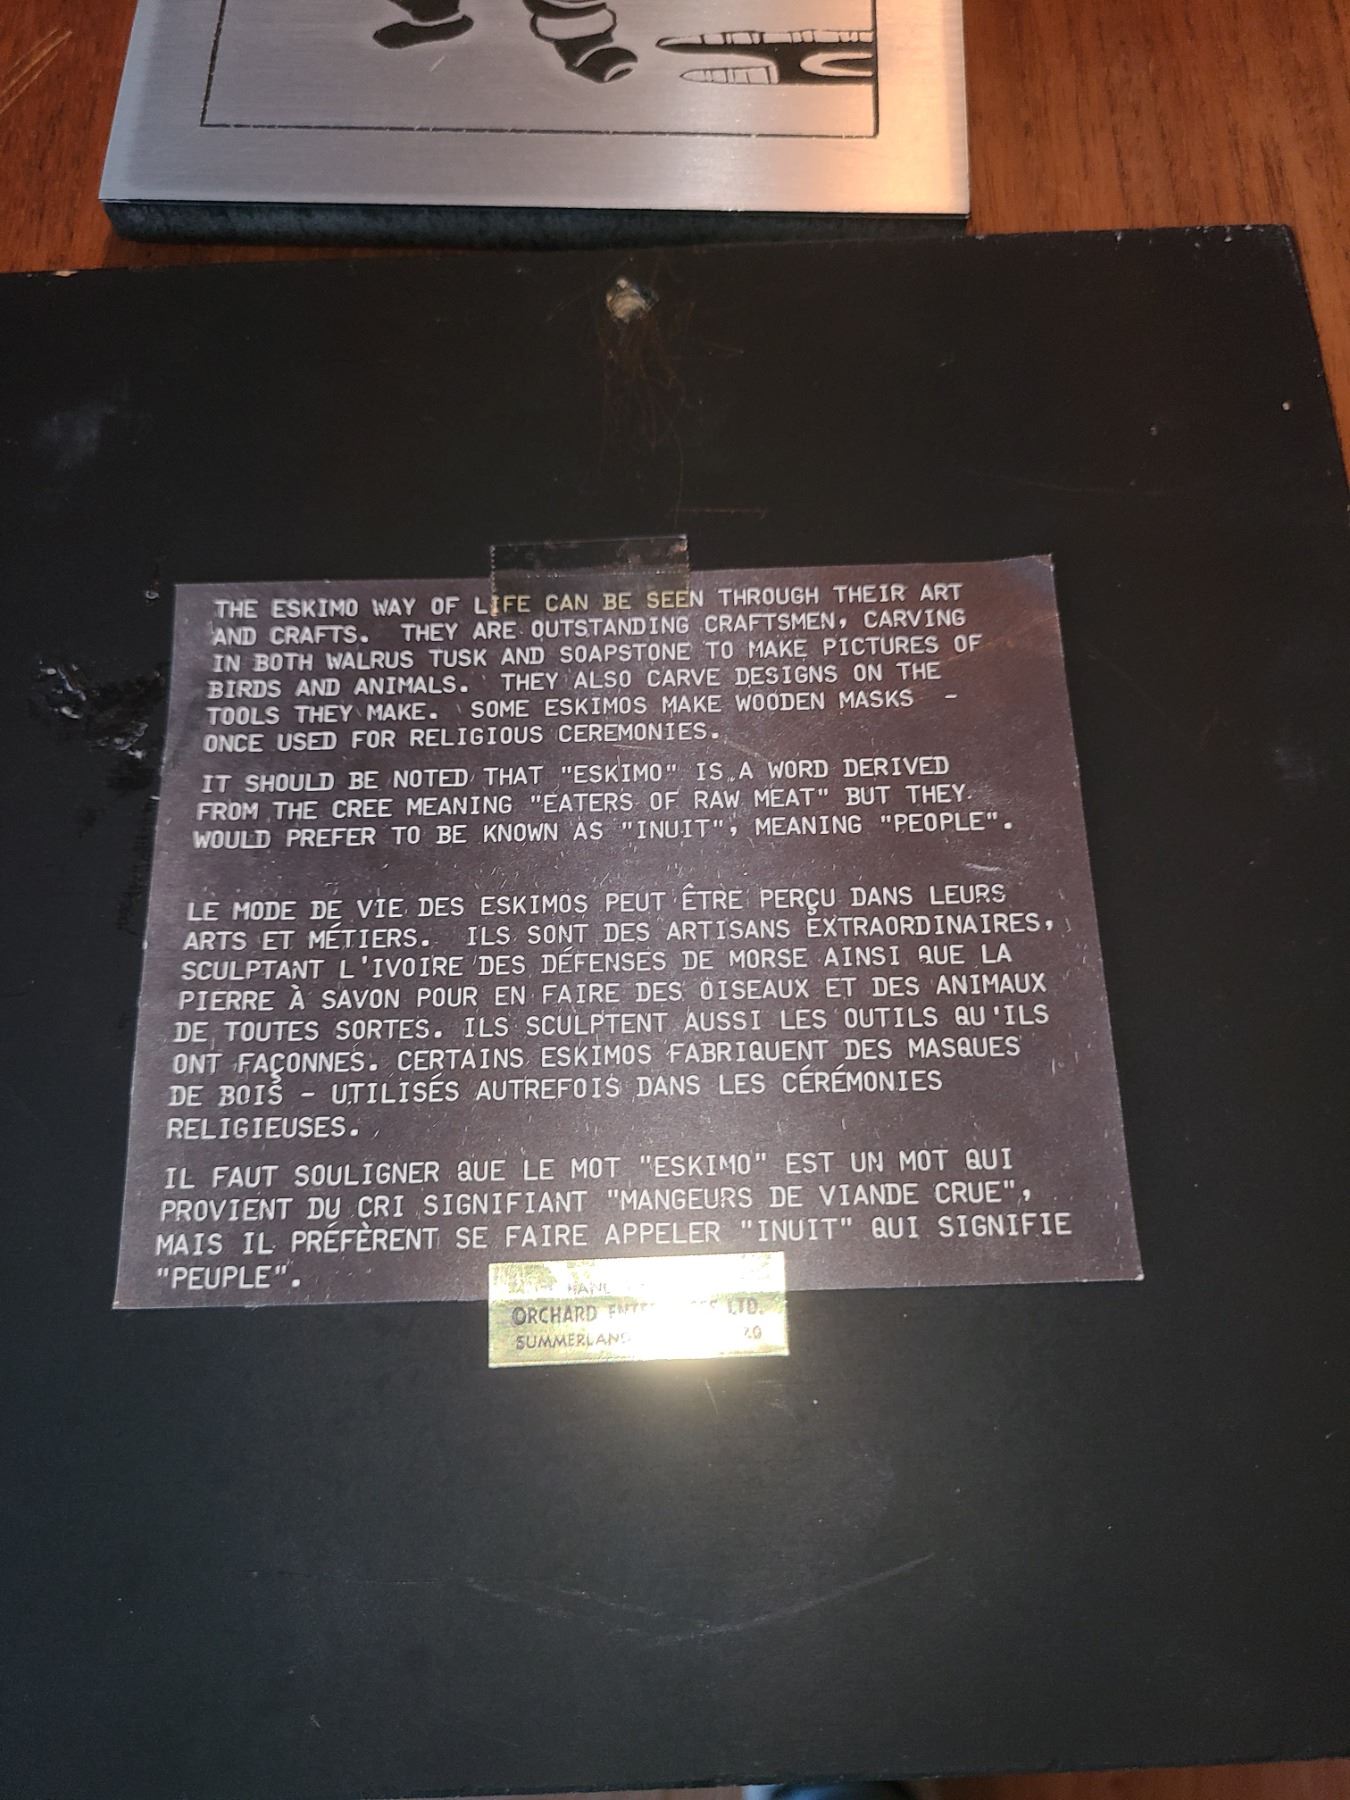 THE ESKIMO WAY OF LIFE CAN BE SEEN THROUGH THEIR ART
AND CRAFTS. THEY ARE OUTSTANDING CRAFTSMEN, CARVING
IN BOTH WALRUS TUSK AND SOAPSTONE TO MAKE PICTURES OF
BIRDS AND ANIMALS. THEY ALSO CARVE DESIGNS ON THE
TOOLS THEY MAKE. SOME ESKIMOS MAKE WOODEN MASKS -
ONCE USED FOR RELIGIOUS CEREMONIES.
IT SHOULD BE NOTED THAT "ESKIMO" IS A WORD DERIVED
FROM THE CREE MEANING "EATERS OF RAW MEAT" BUT THEY
WOULD PREFER TO BE KNOWN AS "INUIT", MEANING "PEOPLE".
LE MODE DE VIE DES ESKIMOS PEUT ÊTRE PERÇU DANS LEURS
ARTS ET MÉTIERS. ILS SONT DES ARTISANS EXTRAORDINAIRES,
SCULPTANT L'IVOIRE DES DÉFENSES DE MORSE AINSI QUE LA
PIERRE À SAVON POUR EN FAIRE DES OISEAUX ET DES ANIMAUX
DE TOUTES SORTES. ILS SCULPTENT AUSSI LES OUTILS QU'ILS
ONT FAÇONNES. CERTAINS ESKIMOS FABRIQUENT DES MASQUES
DE BOIS - UTILISÉS AUTREFOIS DANS LES CÉRÉMONIES
RELIGIEUSES.
IL FAUT SOULIGNER QUE LE MOT "ESKIMO" EST UN MOT QUI
PROVIENT DU CRI SIGNIFIANT "MANGEURS DE VIANDE CRUE",
MAIS IL PRÉFÈRENT SE FAIRE APPELER "INUIT" QUI SIGNIFIE
"PEUPLE".
ORCHARD LTD.